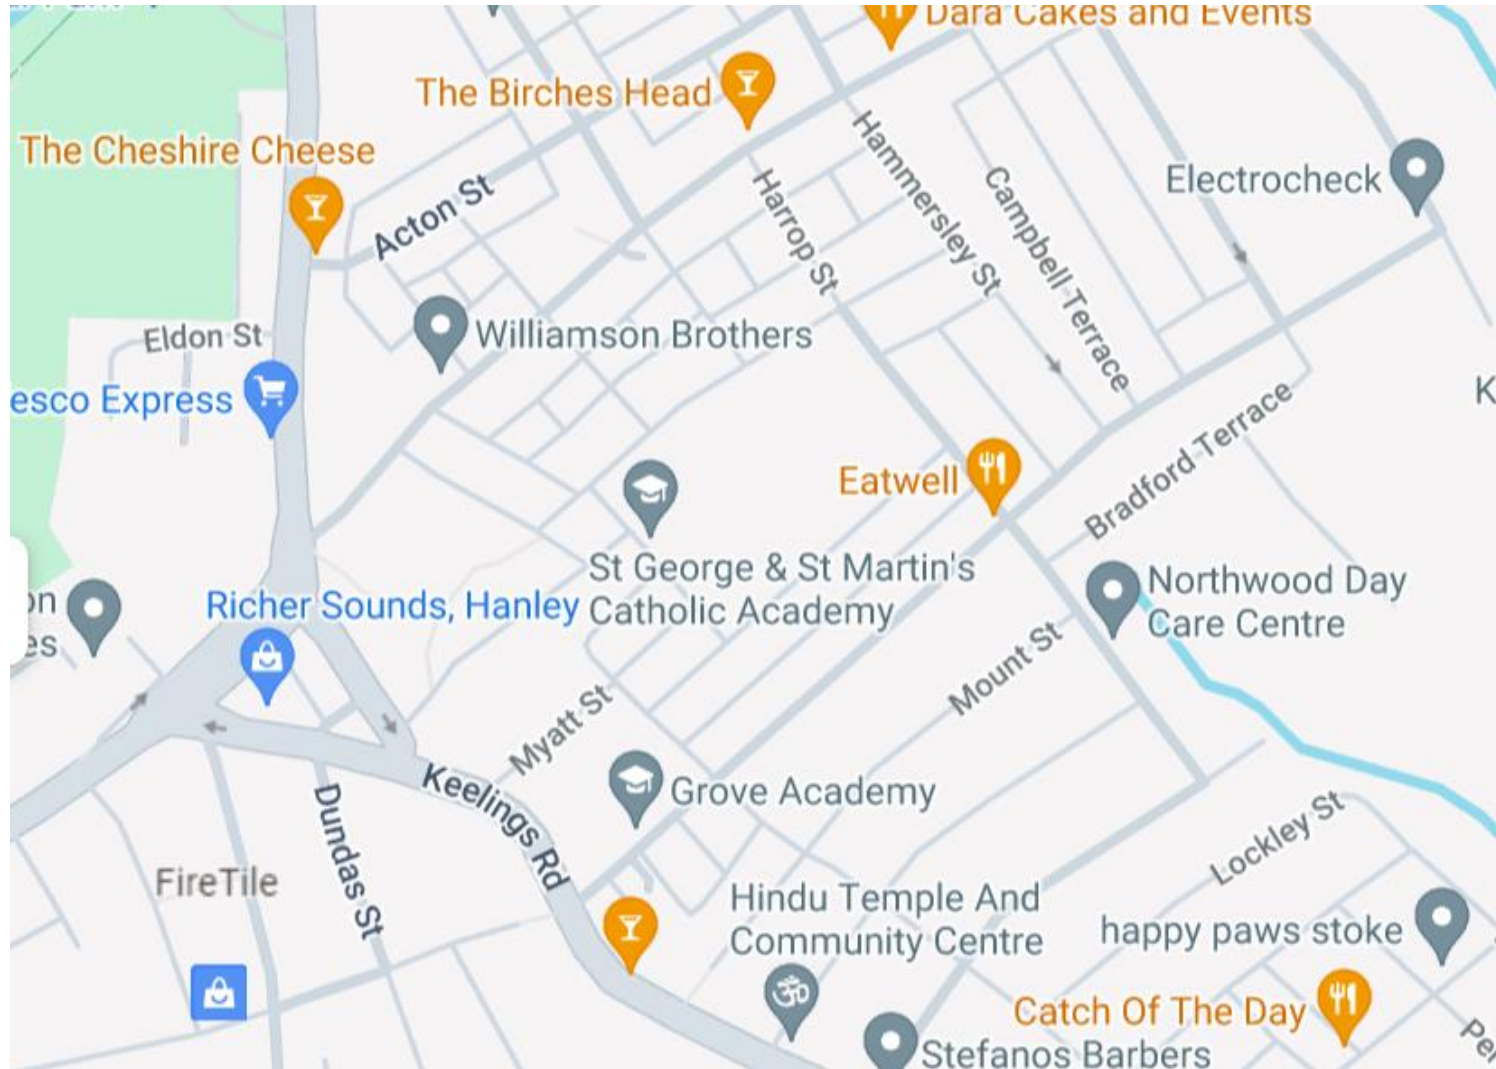 Dara Cakes and Events
The Birches Head
The Cheshire Cheese
Acton St
Hammersley St
Harrop St
Campbell Terrace
Electrocheck
Eldon St
Williamson Brothers
esco Express
K
Bradford Terrace
Eatwell
St George & St Martin's
Catholic Academy
Richer Sounds, Hanley
on
es
Northwood Day
Care Centre
Mount St
Myatt St
Keelings Rd
Grove Academy
Dundas St
Lockley St
FireTile
Hindu Temple And
Community Centre
happy paws stoke
Catch Of The Day
Stefanos Barbers